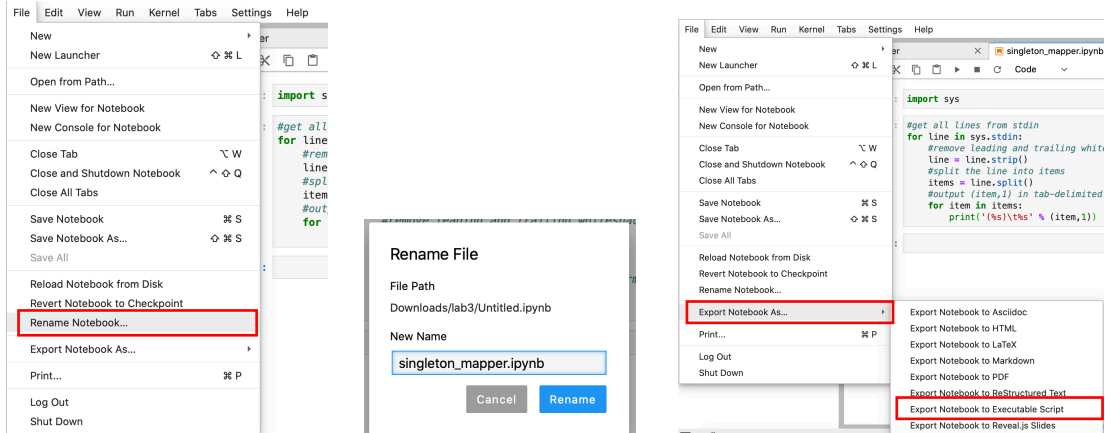 File Edit View Run Kernel Tabs Settings Help
New
New Launcher ⇧ ⌘ L
Open from Path...
New View for Notebook
New Console for Notebook
Close Tab ⌥ W
Close and Shutdown Notebook ^ ⇧ Q
Close All Tabs
Save Notebook ⌘ S
Save Notebook As... ⇧ ⌘ S
Save All
Reload Notebook from Disk
Revert Notebook to Checkpoint
Rename Notebook...
Export Notebook As...
Print... ⌘ P
Log Out
Shut Down
er
import s
#get all
for line
#rem
line
#spl
item
#out
for
#remove leading and trailing whitespac
Rename File
File Path
Downloads/lab3/Untitled.ipynb
New Name
singleton_mapper.ipynb
Cancel Rename
File Edit View Run Kernel Tabs Settings Help
New
New Launcher ⇧ ⌘ L
Open from Path...
New View for Notebook
New Console for Notebook
Close Tab ⌥ W
Close and Shutdown Notebook ^ ⇧ Q
Close All Tabs
Save Notebook ⌘ S
Save Notebook As... ⇧ ⌘ S
Save All
Reload Notebook from Disk
Revert Notebook to Checkpoint
Rename Notebook...
Export Notebook As...
Print... ⌘ P
Log Out
Shut Down
er × singleton_mapper.ipynb
Code
import sys
#get all lines from stdin
for line in sys.stdin:
#remove leading and trailing white
line = line.strip()
#split the line into items
items = line.split()
#output (item,1) in tab-delimited
for item in items:
print('(%s)\t%s' % (item,1))
Export Notebook to Asciidoc
Export Notebook to HTML
Export Notebook to LaTeX
Export Notebook to Markdown
Export Notebook to PDF
Export Notebook to ReStructured Text
Export Notebook to Executable Script
Export Notebook to Reveal.js Slides